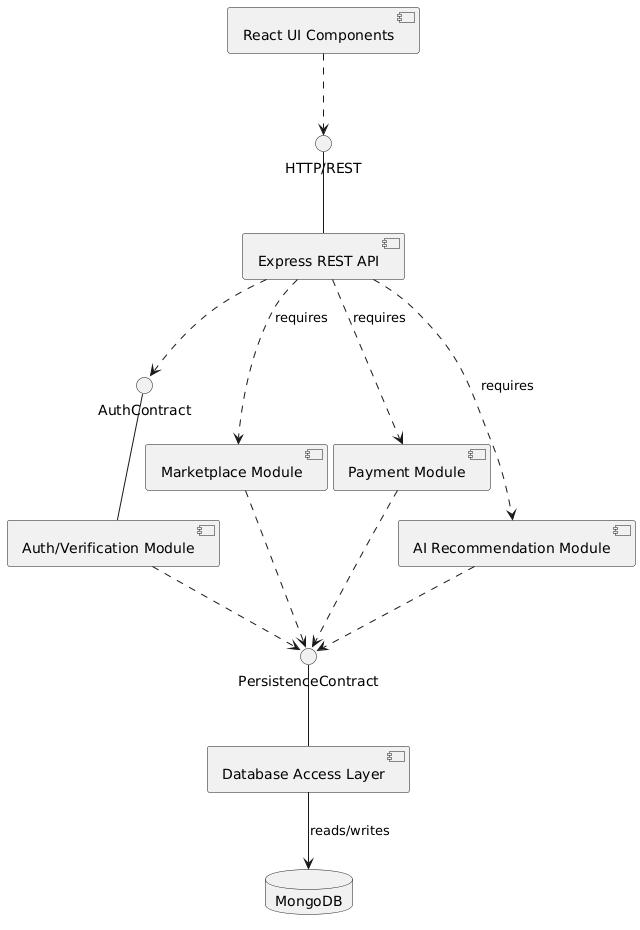 React UI Components
HTTP/REST
Express REST API
requires
requires
requires
AuthContract
Marketplace Module
Payment Module
Auth/Verification Module
AI Recommendation Module
PersistenceContract
Database Access Layer
reads/writes
MongoDB